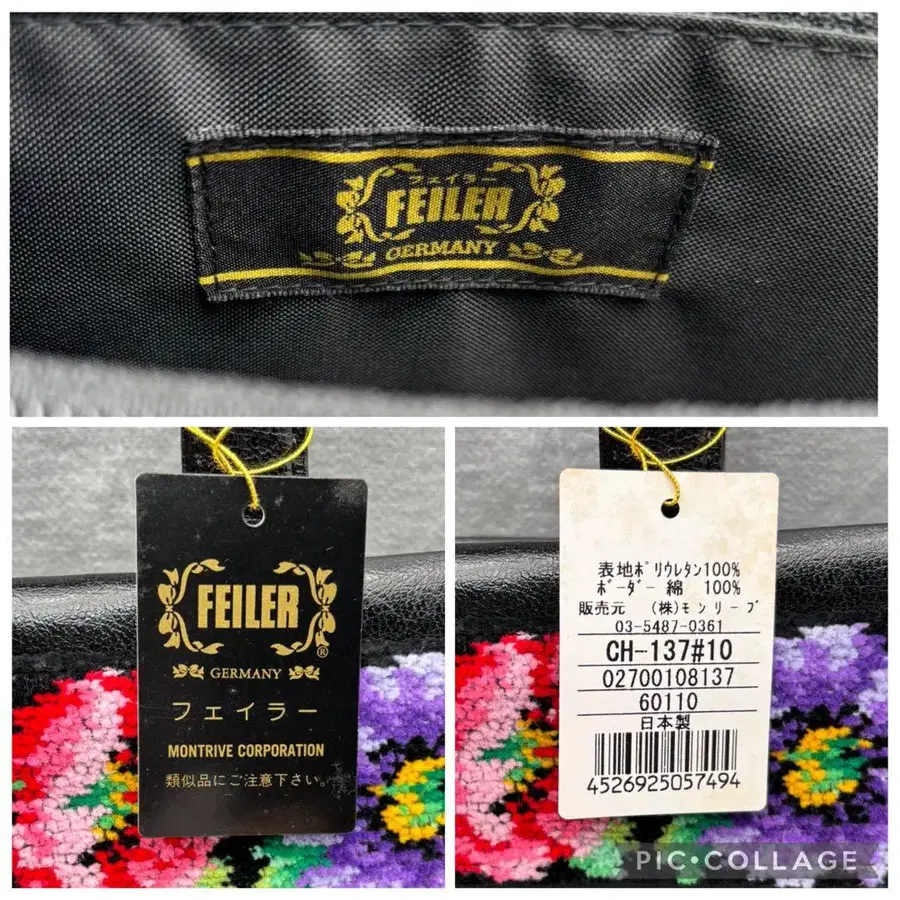 フェイラー
FEILER
GERMANY
FEILER
®
GERMANY
フェイラー
MONTRIVE CORPORATION
類似品にご注意下さい。
表地ポリウレタン100%
ボーダー 綿 100%
販売元 (株)モンリーブ
03-5487-0361
CH-137#10
02700108137
60110
日本製
4526925057494
PIC•COLLAGE